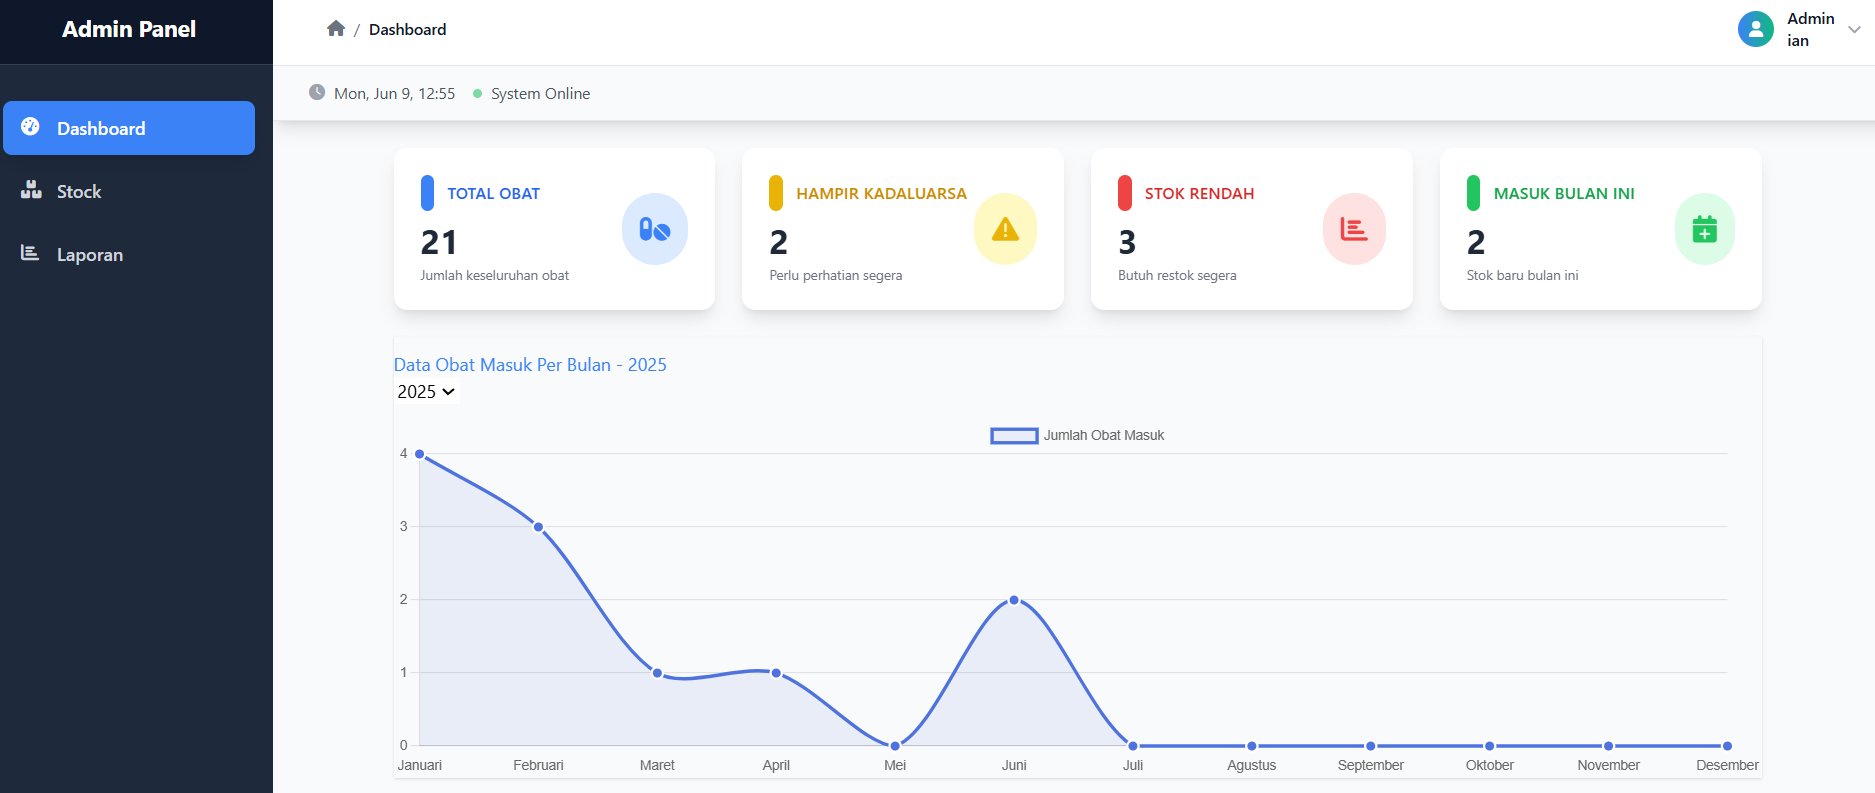 Admin Panel
Dashboard
Stock
Laporan
/ Dashboard
Admin
ian
Mon, Jun 9, 12:55
System Online
TOTAL OBAT
21
Jumlah keseluruhan obat
HAMPIR KADALUARSA
2
Perlu perhatian segera
STOK RENDAH
3
Butuh restok segera
MASUK BULAN INI
2
Stok baru bulan ini
Data Obat Masuk Per Bulan - 2025
2025
Jumlah Obat Masuk
4
3
2
1
0
Januari Februari Maret April Mei Juni Juli Agustus September Oktober November Desember